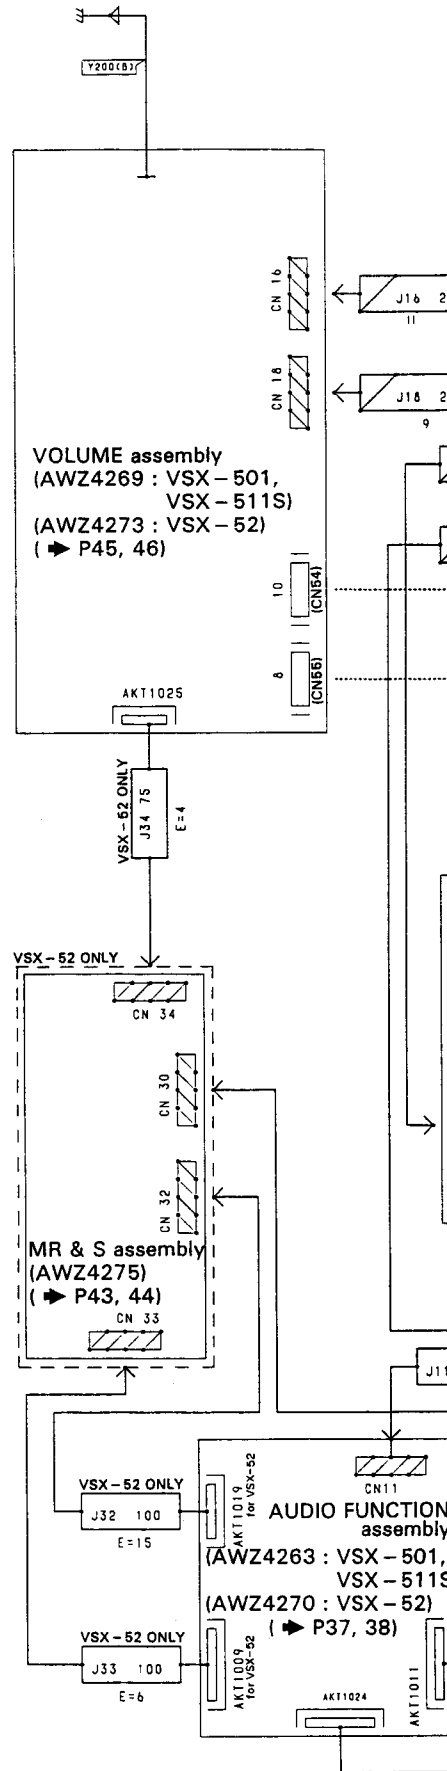 Y200(B)
CN 16
J16 2
11
CN 18
J18 2
9
VOLUME assembly
(AWZ4269 : VSX-501,
VSX-511S)
(AWZ4273 : VSX-52)
( ➡ P45, 46)
10
(CN54)
8
(CN55)
AKT1025
VSX-52 ONLY
J34 75
E=4
VSX-52 ONLY
CN 34
CN 30
CN 32
MR & S assembly
(AWZ4275)
( ➡ P43, 44)
CN 33
J11
CN11
VSX-52 ONLY
J32 100
E=15
AKT1019
for VSX-52
AUDIO FUNCTION
assembly
(AWZ4263 : VSX-501,
VSX-511S
(AWZ4270 : VSX-52)
( ➡ P37, 38)
VSX-52 ONLY
J33 100
E=6
AKT1009
for VSX-52
AKT1024
AKT1011